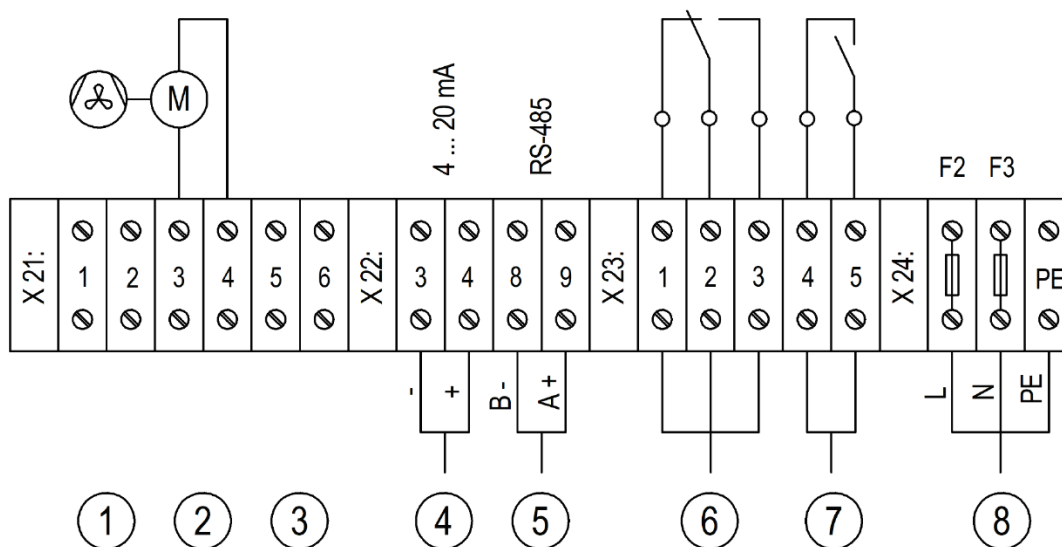 M
4 ... 20 mA
RS-485
F2 F3
X 21: 1 2 3 4 5 6 X 22: 3 4 8 9 X 23: 1 2 3 4 5 X 24: PE
- + B - A + L N PE
1 2 3 4 5 6 7 8